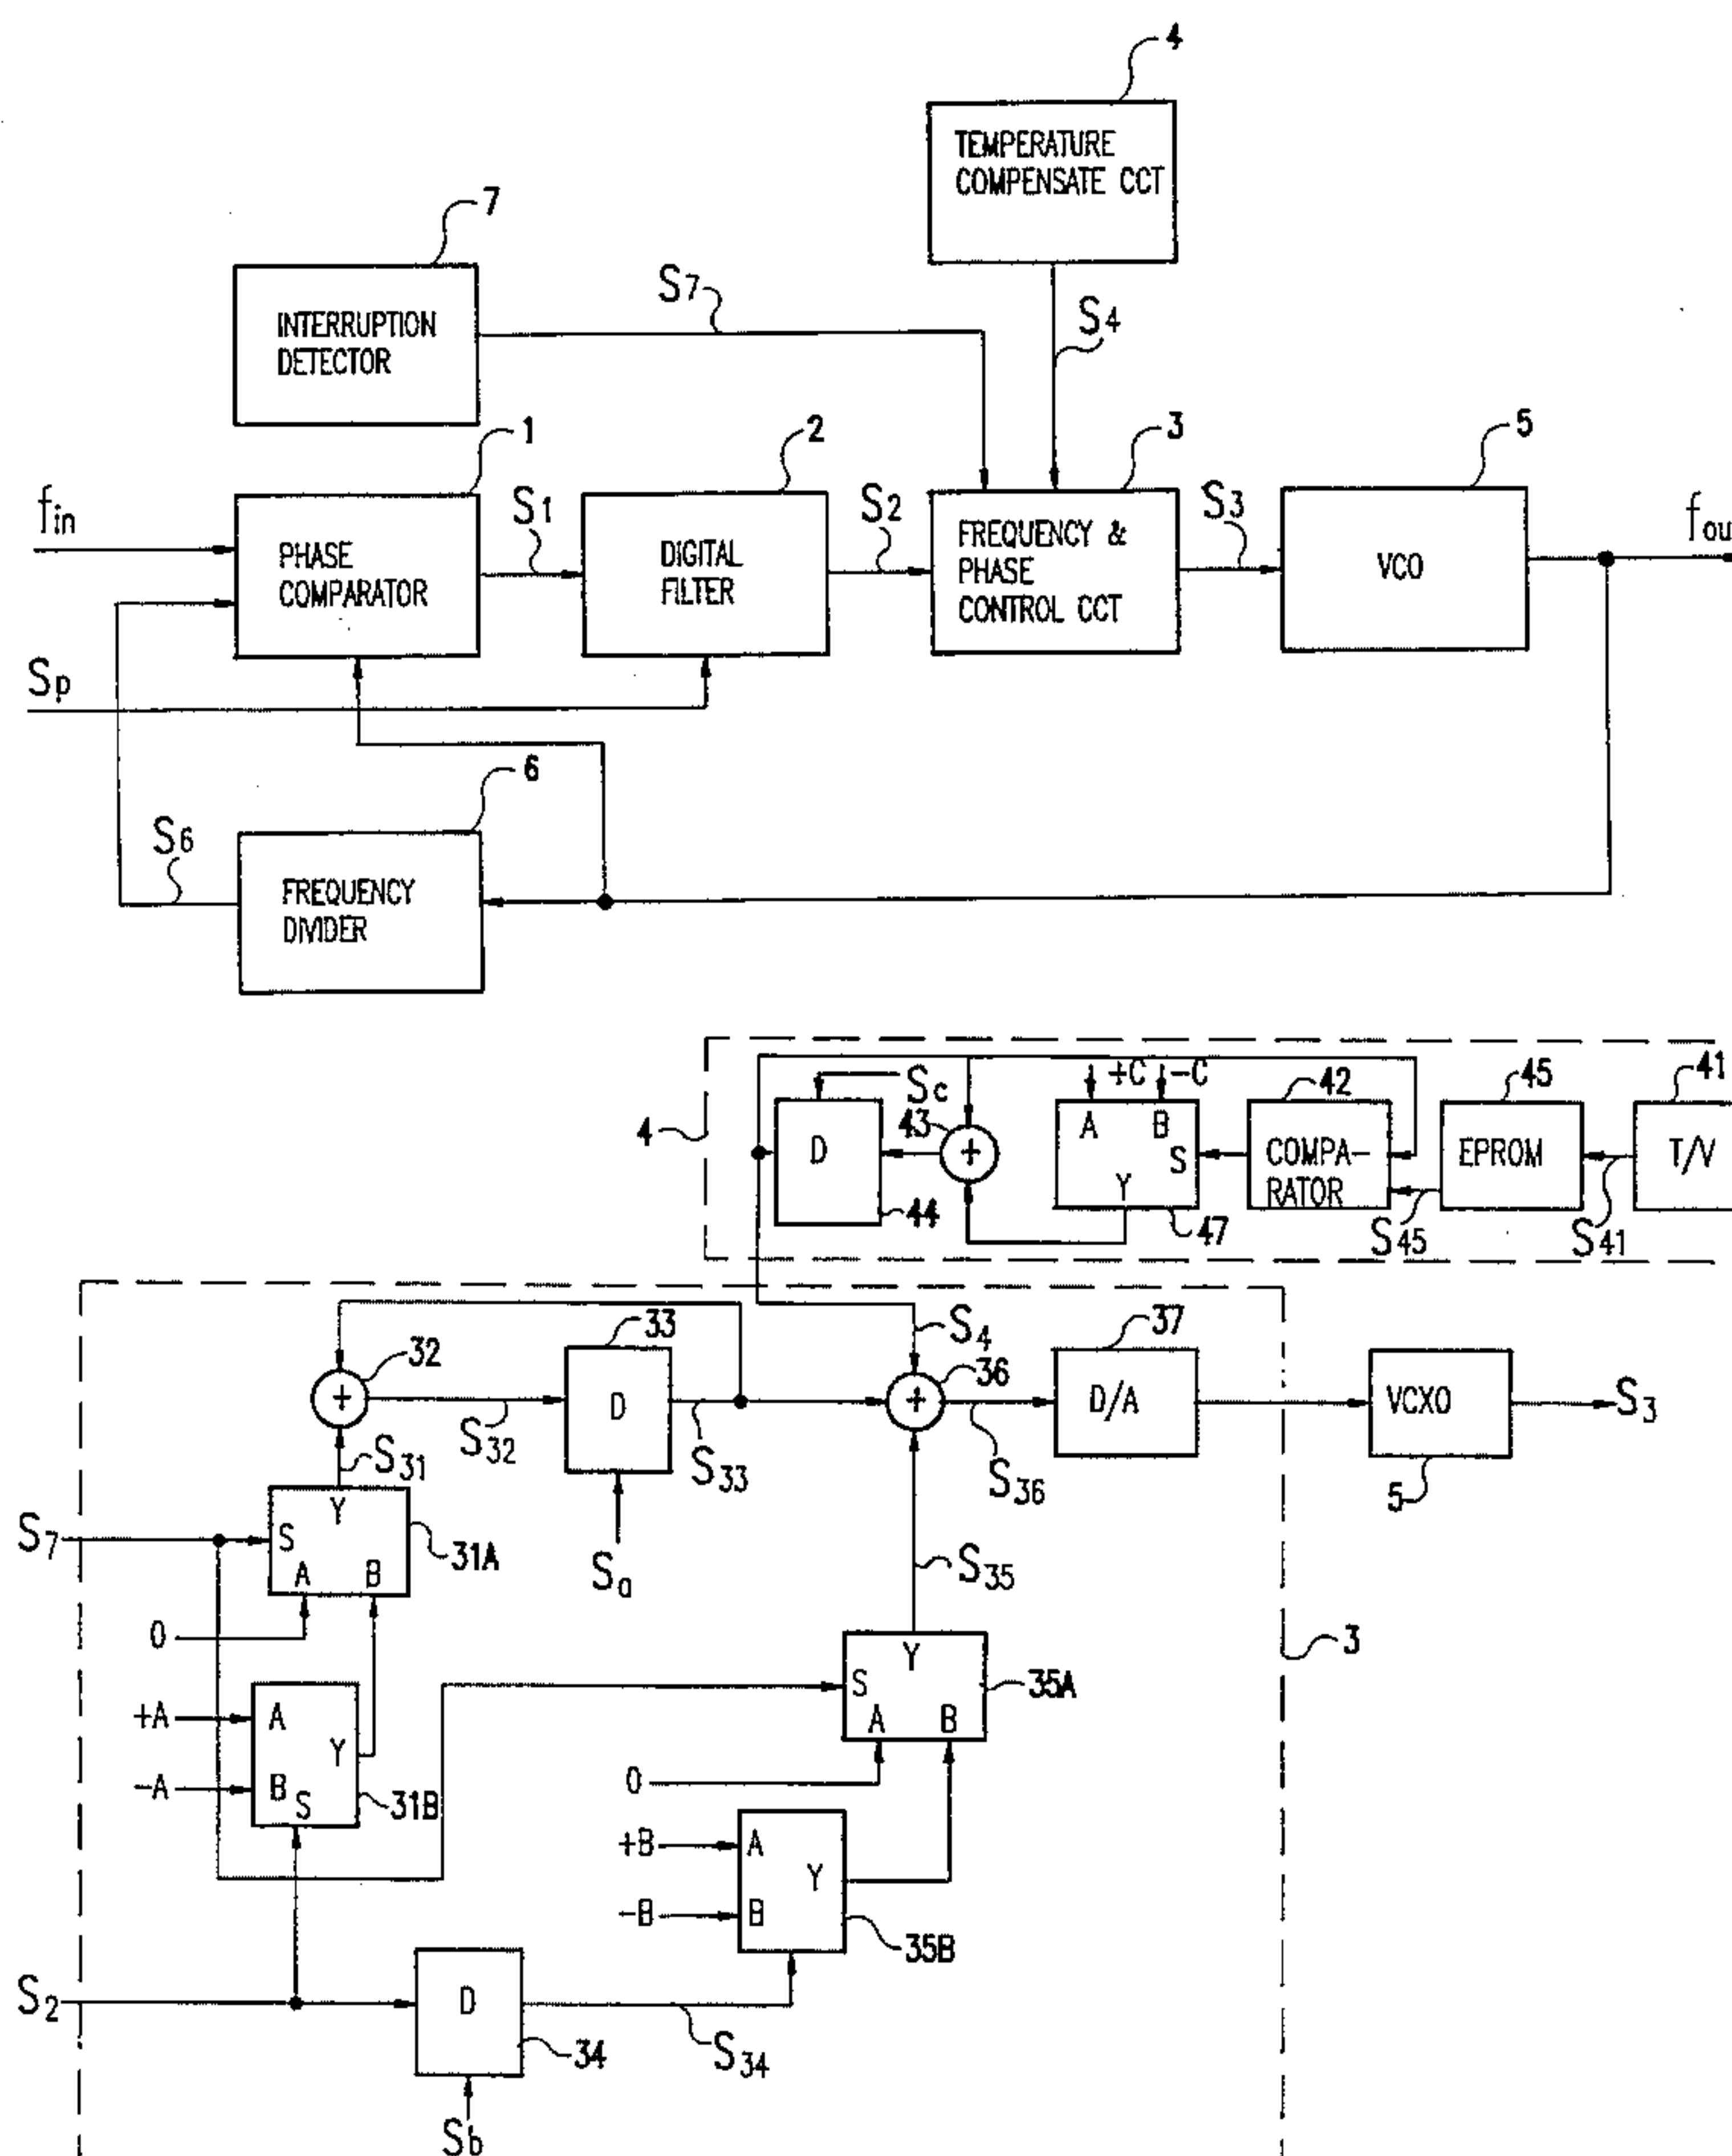 4
TEMPERATURE
COMPENSATE CCT
7
INTERRUPTION
DETECTOR
S7
S4
1
2
3
5
fin
PHASE
COMPARATOR
S1
DIGITAL
FILTER
S2
FREQUENCY &
PHASE
CONTROL CCT
S3
VCO
fou
Sp
6
S6
FREQUENCY
DIVIDER
4
D
44
Sc
43
+
+C
-C
A
B
S
Y
47
42
COMPA-
RATOR
S45
45
EPROM
S41
41
T/V
32
+
S32
33
D
S33
S4
36
+
S36
37
D/A
VCXO
5
S3
S31
Sa
S35
S7
S
Y
A
B
31A
0
3
+A
-A
A
B
S
Y
31B
S
Y
A
B
35A
0
+B
-B
A
B
Y
35B
S2
D
34
S34
Sb